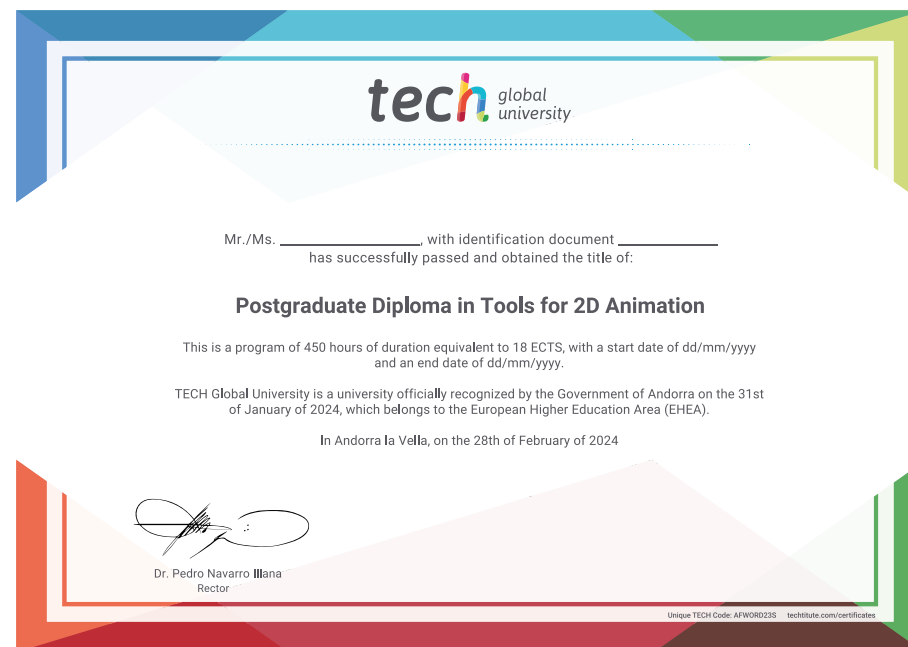 tech global
university
Mr./Ms. ____________, with identification document ____________
has successfully passed and obtained the title of:
Postgraduate Diploma in Tools for 2D Animation
This is a program of 450 hours of duration equivalent to 18 ECTS, with a start date of dd/mm/yyyy
and an end date of dd/mm/yyyy.
TECH Global University is a university officially recognized by the Government of Andorra on the 31st
of January of 2024, which belongs to the European Higher Education Area (EHEA).
In Andorra la Vella, on the 28th of February of 2024
Dr. Pedro Navarro Illana
Rector
Unique TECH Code: AFWORD23S techtitute.com/certificates